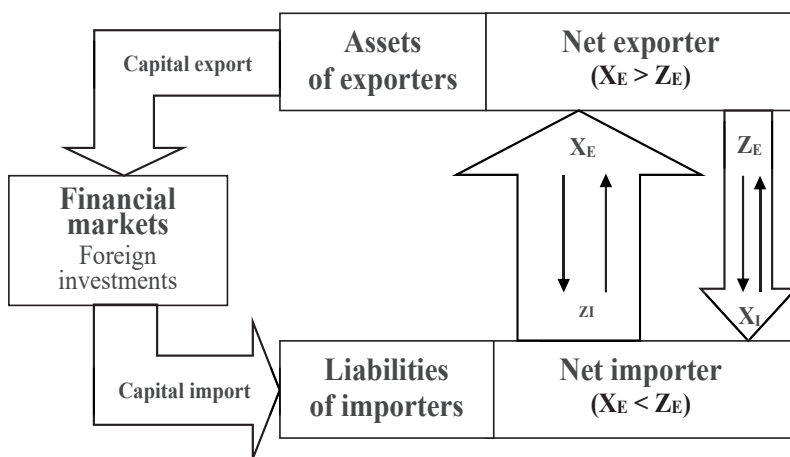 Capital export
Assets
of exporters
Net exporter
(XE > ZE)
XE
ZE
Financial
markets
Foreign
investments
ZI
XI
Capital import
Liabilities
of importers
Net importer
(XE < ZE)